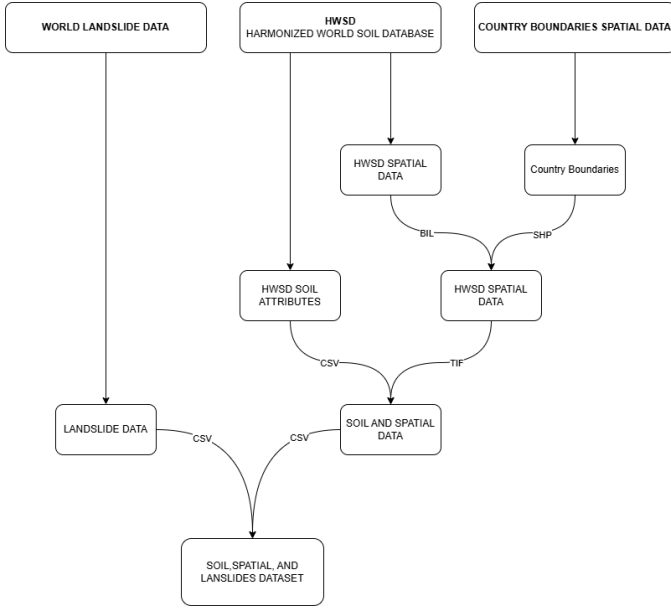 WORLD LANDSLIDE DATA
HWSD
HARMONIZED WORLD SOIL DATABASE
COUNTRY BOUNDARIES SPATIAL DATA
HWSD SPATIAL
DATA
Country Boundaries
BIL
SHP
HWSD SOIL
ATTRIBUTES
HWSD SPATIAL
DATA
CSV
TIF
LANDSLIDE DATA
CSV
CSV
SOIL AND SPATIAL
DATA
SOIL,SPATIAL, AND
LANSLIDES DATASET